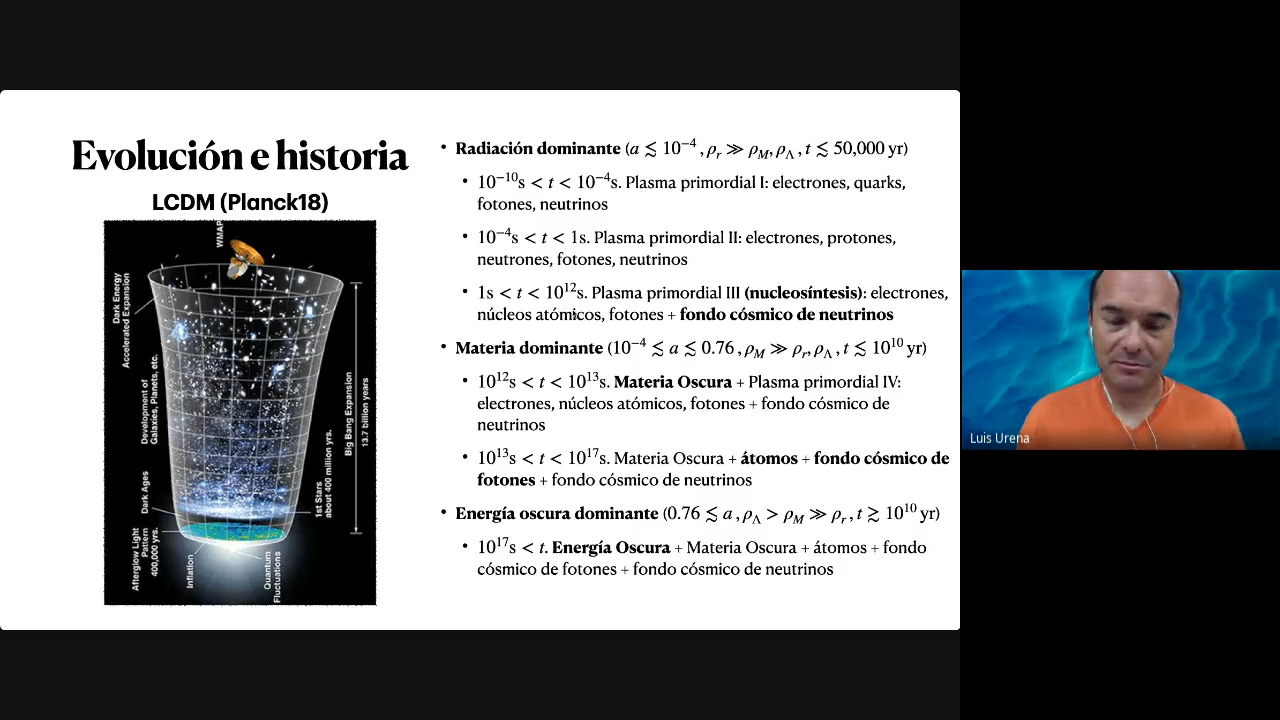 Evolución e historia
LCDM (Planck18)
WMAP
Dark Energy
Accelerated Expansion
Development of
Galaxies, Planets, etc.
Dark Ages
Afterglow Light
Pattern
400,000 yrs.
Inflation
Quantum
Fluctuations
1st Stars
about 400 million yrs.
Big Bang Expansion
13.7 billion years
• Radiación dominante (a ≲ 10⁻⁴, ρᵣ ≫ ρ_M, ρ_Λ, t ≲ 50,000 yr)
• 10⁻¹⁰s < t < 10⁻⁴s. Plasma primordial I: electrones, quarks,
fotones, neutrinos
• 10⁻⁴s < t < 1s. Plasma primordial II: electrones, protones,
neutrones, fotones, neutrinos
• 1s < t < 10¹²s. Plasma primordial III (nucleosíntesis): electrones,
núcleos atómicos, fotones + fondo cósmico de neutrinos
• Materia dominante (10⁻⁴ ≲ a ≲ 0.76, ρ_M ≫ ρᵣ, ρ_Λ, t ≲ 10¹⁰ yr)
• 10¹²s < t < 10¹³s. Materia Oscura + Plasma primordial IV:
electrones, núcleos atómicos, fotones + fondo cósmico de
neutrinos
• 10¹³s < t < 10¹⁷s. Materia Oscura + átomos + fondo cósmico de
fotones + fondo cósmico de neutrinos
• Energía oscura dominante (0.76 ≲ a, ρ_Λ > ρ_M ≫ ρᵣ, t ≳ 10¹⁰ yr)
• 10¹⁷s < t. Energía Oscura + Materia Oscura + átomos + fondo
cósmico de fotones + fondo cósmico de neutrinos
Luis Urena